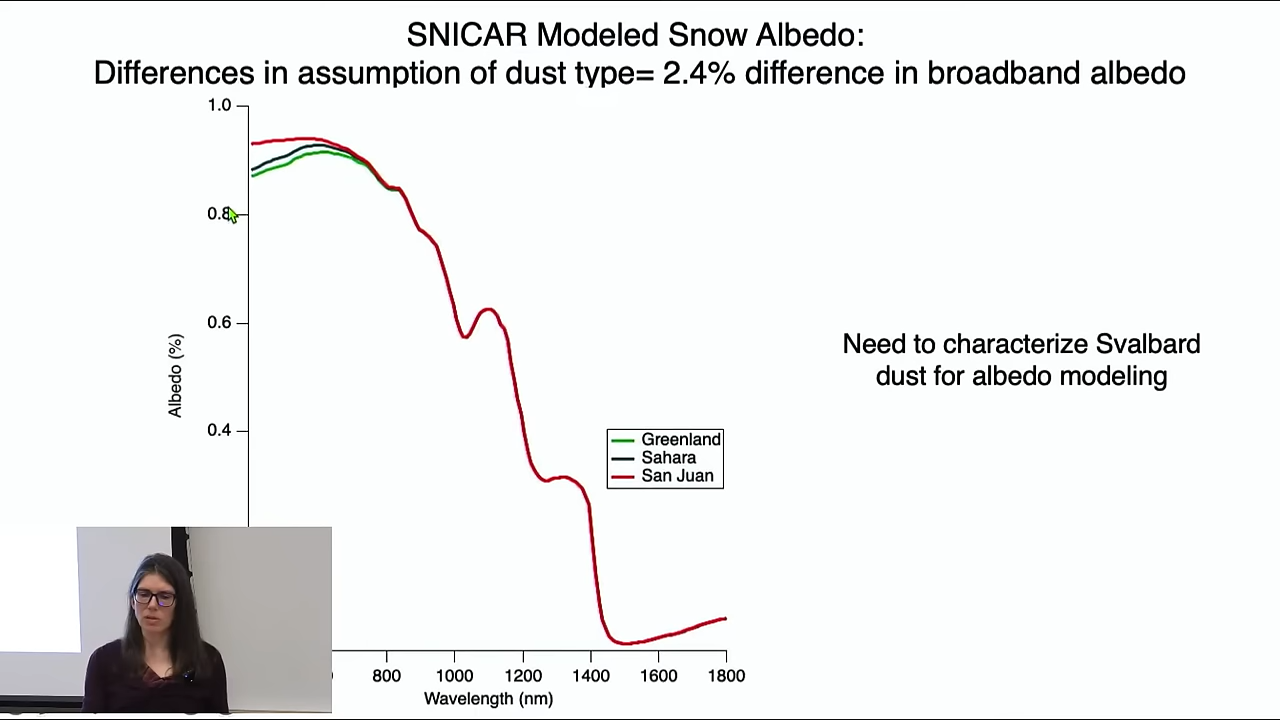 SNICAR Modeled Snow Albedo:
Differences in assumption of dust type= 2.4% difference in broadband albedo
1.0
0.8
0.6
0.4
Albedo (%)
Greenland
Sahara
San Juan
Need to characterize Svalbard
dust for albedo modeling
800 1000 1200 1400 1600 1800
Wavelength (nm)